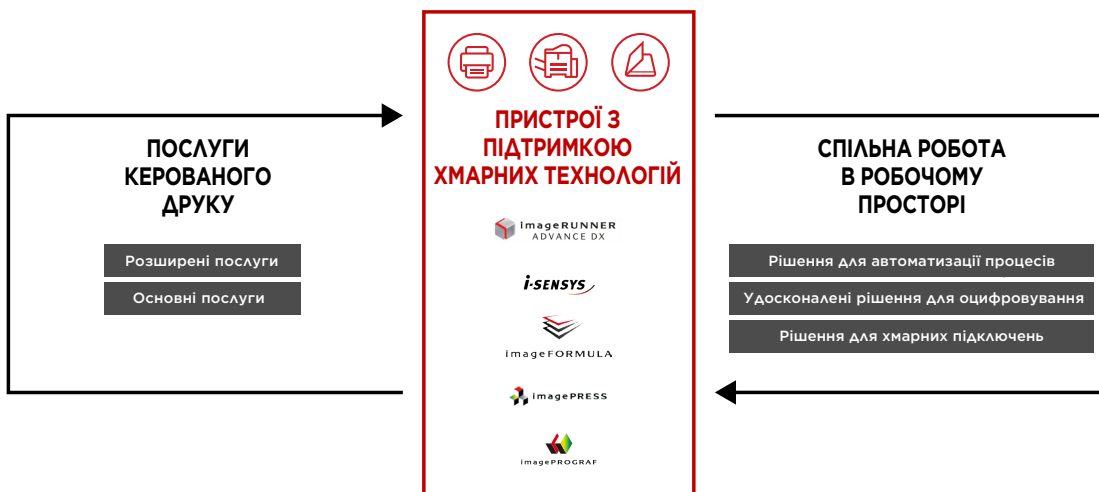 ПОСЛУГИ
КЕРОВАНОГО
ДРУКУ
Розширені послуги
Основні послуги
ПРИСТРОЇ З
ПІДТРИМКОЮ
ХМАРНИХ ТЕХНОЛОГІЙ
imageRUNNER
ADVANCE DX
i-SENSYS
imageFORMULA
imagePRESS
imagePROGRAF
СПІЛЬНА РОБОТА
В РОБОЧОМУ
ПРОСТОРІ
Рішення для автоматизації процесів
Удосконалені рішення для оцифровування
Рішення для хмарних підключень